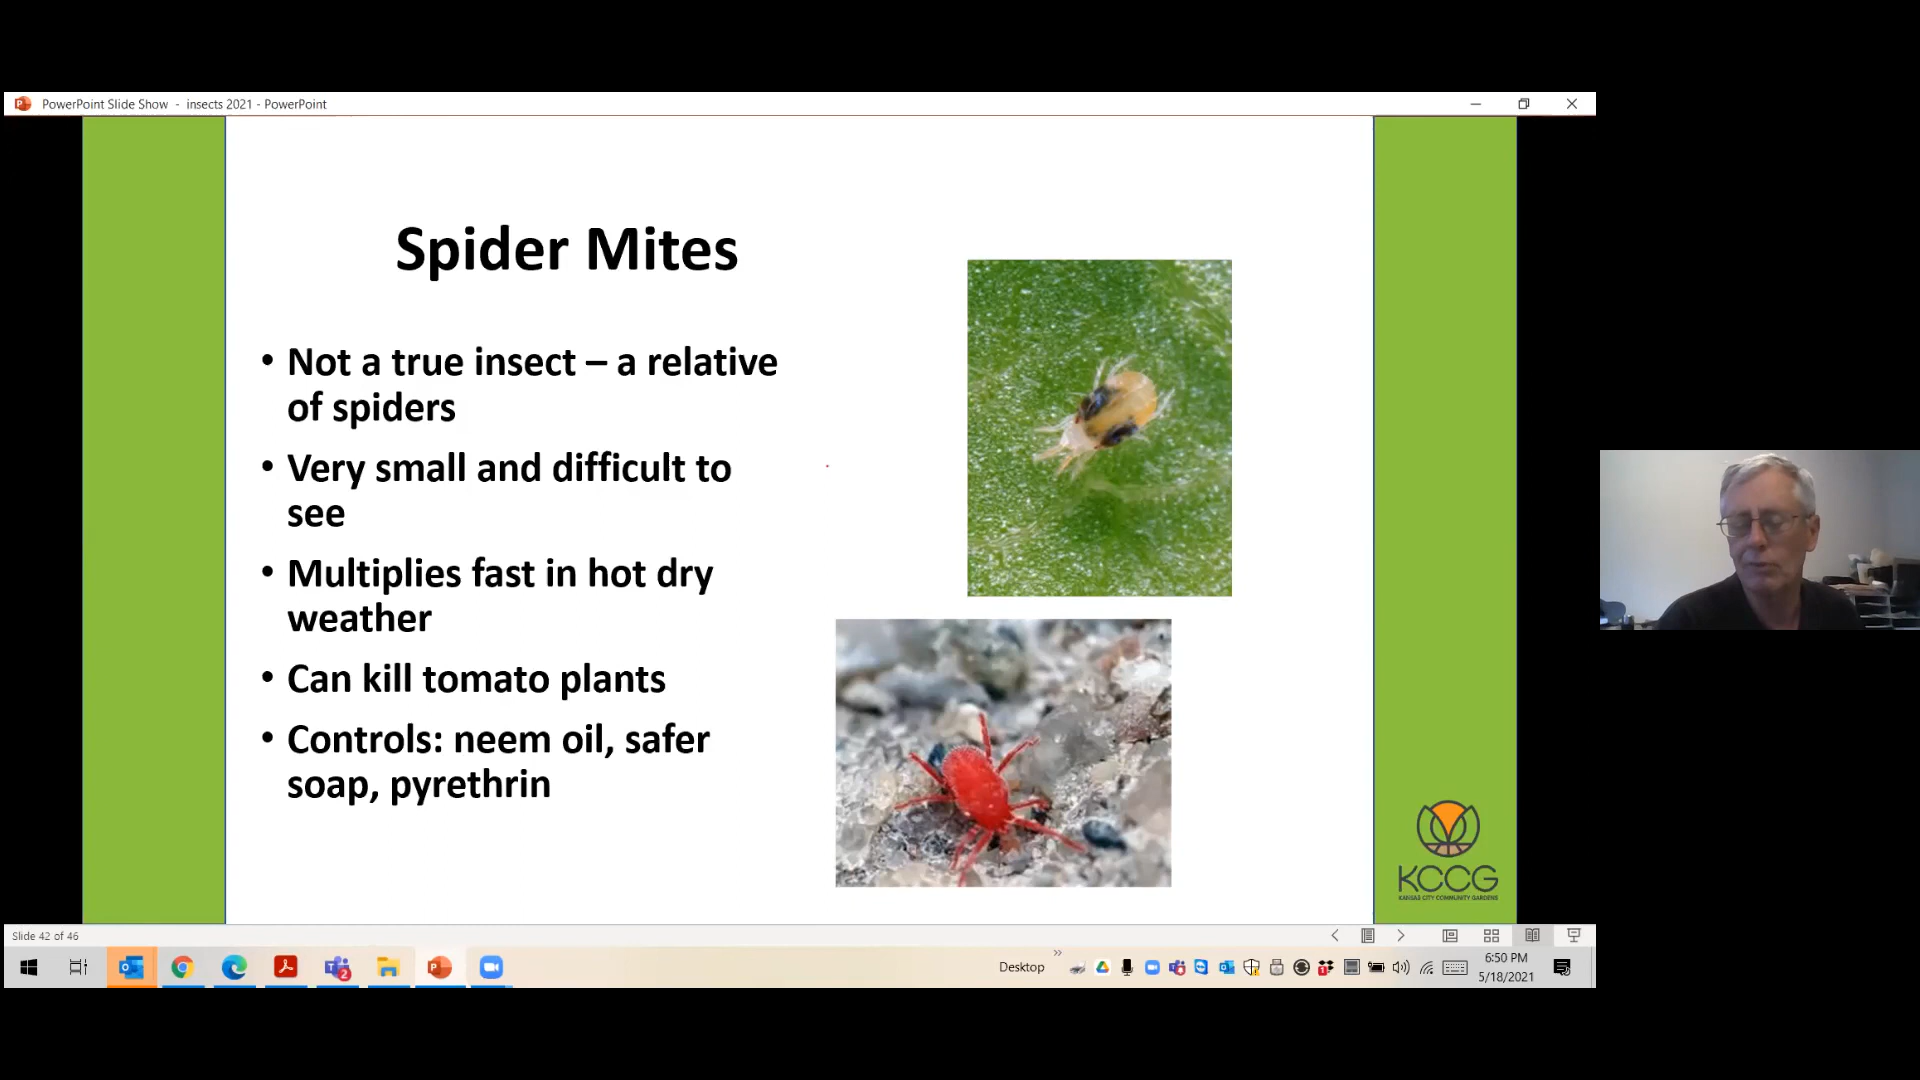 PowerPoint Slide Show - insects 2021 - PowerPoint
Spider Mites
• Not a true insect – a relative
of spiders
• Very small and difficult to
see
• Multiplies fast in hot dry
weather
• Can kill tomato plants
• Controls: neem oil, safer
soap, pyrethrin
KCCG
KANSAS CITY COMMUNITY GARDENS
Slide 42 of 46
2
Desktop
6:50 PM
5/18/2021